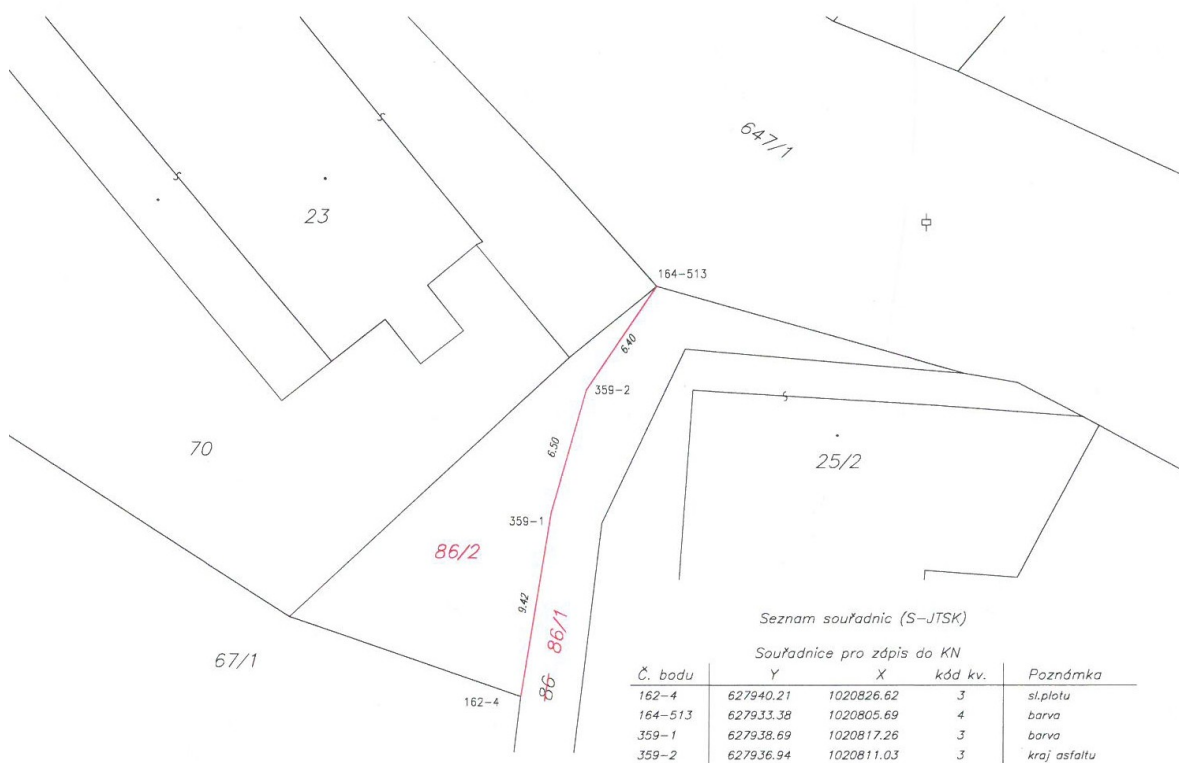 647/1
23
164-513
6.40
359-2
70
6.50
25/2
359-1
86/2
9.42
86/1
67/1
86
162-4
Seznam souřadnic (S-JTSK)
Souřadnice pro zápis do KN
Č. bodu Y X kód kv. Poznámka
162-4 627940.21 1020826.62 3 sl.plotu
164-513 627933.38 1020805.69 4 barva
359-1 627938.69 1020817.26 3 barva
359-2 627936.94 1020811.03 3 kraj asfaltu